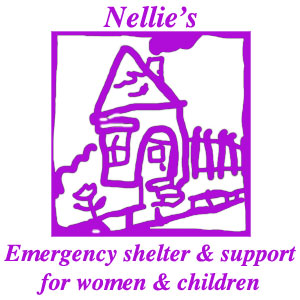 Nellie's
Emergency shelter & support
for women & children